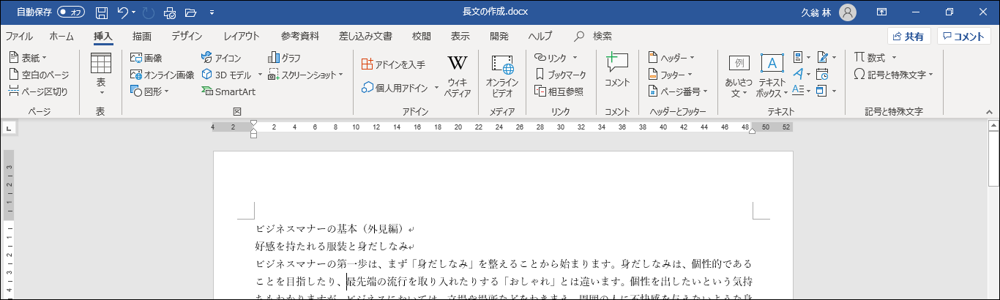 自動保存 オフ 長文の作成.docx 久翁 林
ファイル ホーム 挿入 描画 デザイン レイアウト 参考資料 差し込み文書 校閲 表示 開発 ヘルプ 検索 共有 コメント
表紙 画像 アイコン グラフ リンク ヘッダー 数式
空白のページ オンライン画像 3D モデル スクリーンショット アドインを入手 ブックマーク フッター 記号と特殊文字
ページ区切り 図形 SmartArt 個人用アドイン 相互参照 ページ番号
表 W ウィキペディア オンラインビデオ コメント 例 あいさつ文 A テキストボックス
ページ 表 図 アドイン メディア リンク コメント ヘッダーとフッター テキスト 記号と特殊文字
4 2 2 4 6 8 10 12 14 16 18 20 22 24 26 28 30 32 34 36 38 40 42 44 46 48 50 52
3 2 1 1 2 3 4
ビジネスマナーの基本（外見編）
好感を持たれる服装と身だしなみ
ビジネスマナーの第一歩は、まず「身だしなみ」を整えることから始まります。身だしなみは、個性的である
ことを目指したり、最先端の流行を取り入れたりする「おしゃれ」とは違います。個性を出したいという気持
ちもわかりますが、ビジネスにおいては、立場や場所などをわきまえ、周囲の人に不快感を与えないような身